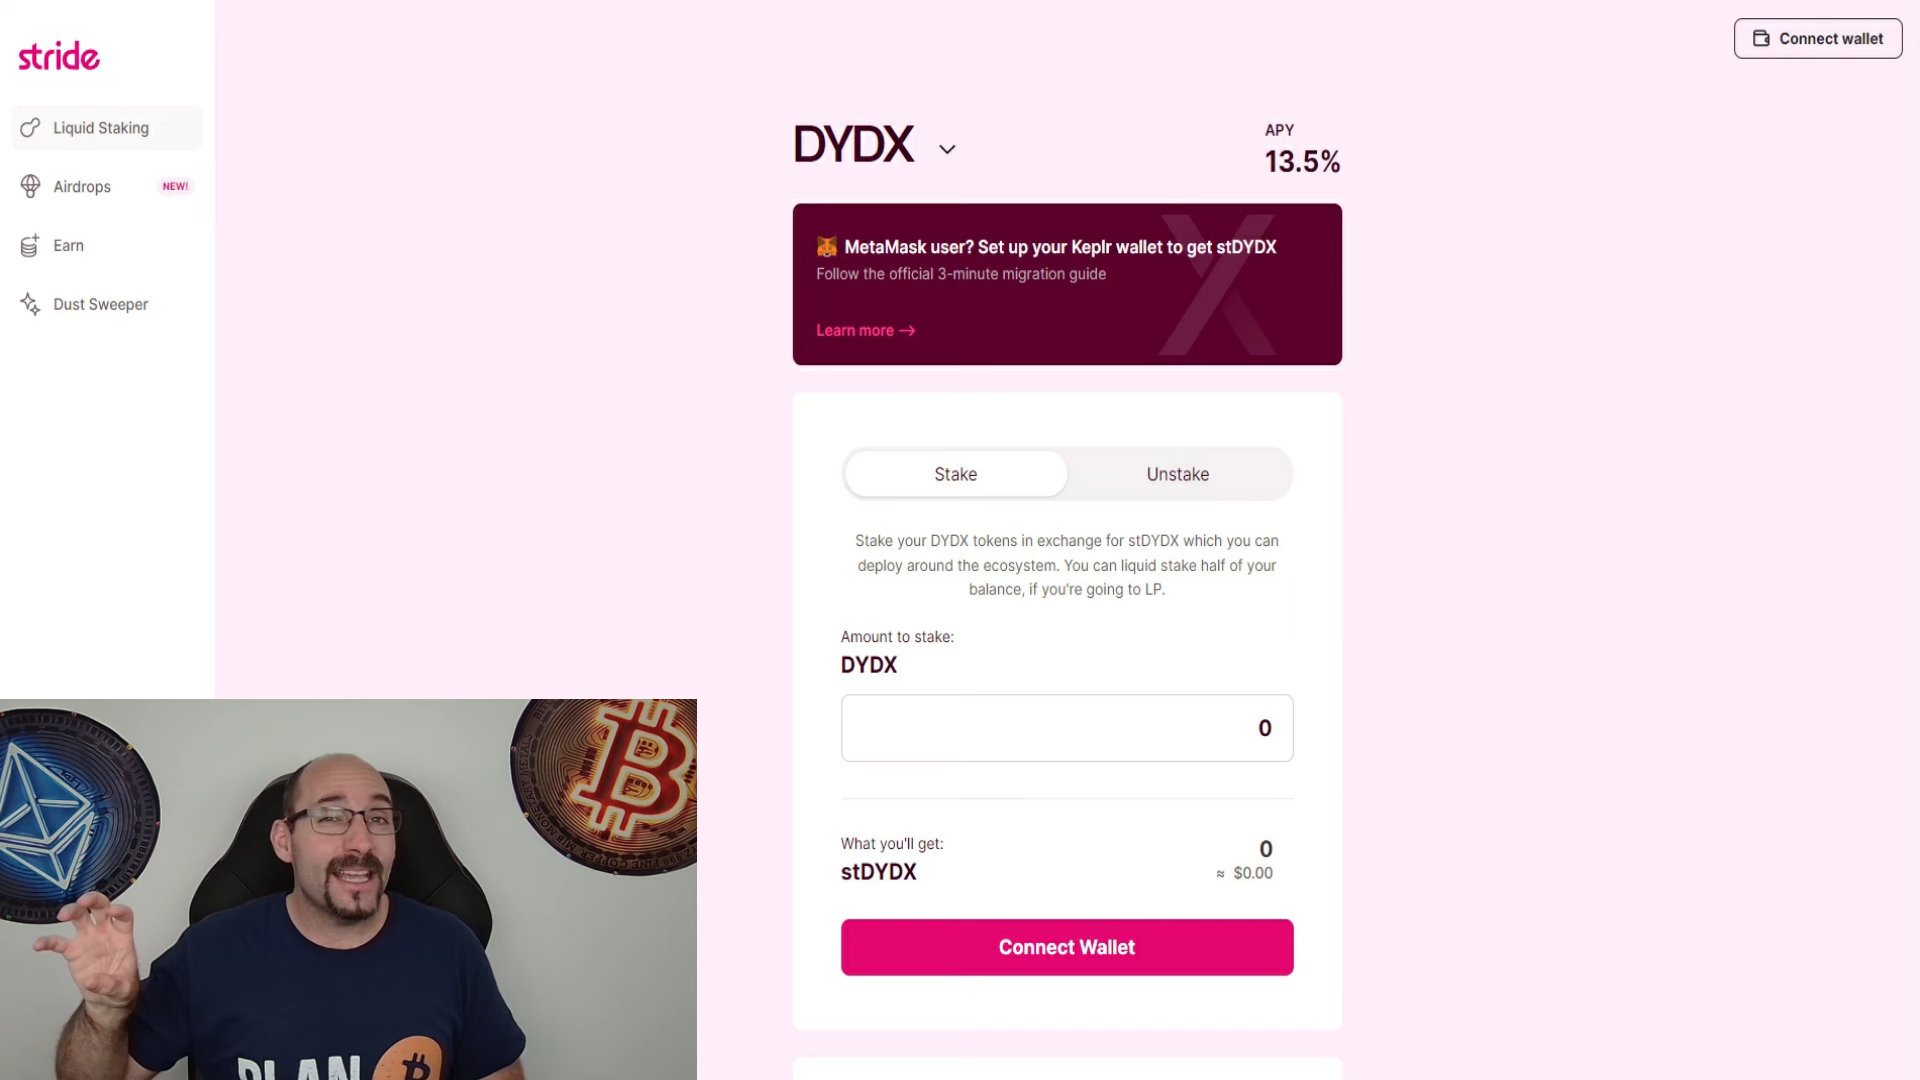 stride
Connect wallet
Liquid Staking
Airdrops NEW!
Earn
Dust Sweeper
DYDX
APY
13.5%
MetaMask user? Set up your Keplr wallet to get stDYDX
Follow the official 3-minute migration guide
Learn more →
Stake
Unstake
Stake your DYDX tokens in exchange for stDYDX which you can
deploy around the ecosystem. You can liquid stake half of your
balance, if you're going to LP.
Amount to stake:
DYDX
0
What you'll get:
stDYDX
0
≈ $0.00
Connect Wallet
PLAN